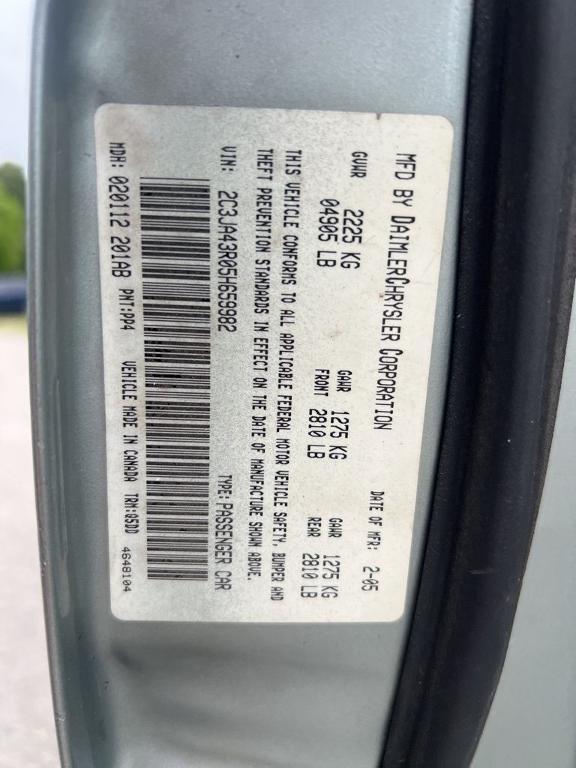 MFD BY DAIMLERCHRYSLER CORPORATION DATE OF MFR: 2-05
GVWR 2225 KG GAWR 1275 KG GAWR 1275 KG
04905 LB FRONT 2810 LB REAR 2810 LB
THIS VEHICLE CONFORMS TO ALL APPLICABLE FEDERAL MOTOR VEHICLE SAFETY, BUMPER AND
THEFT PREVENTION STANDARDS IN EFFECT ON THE DATE OF MANUFACTURE SHOWN ABOVE.
VIN: 2C3JA43R05H659982 TYPE: PASSENGER CAR
MDH: 020112 201AB PNT: PP4 VEHICLE MADE IN CANADA TRM: Q5DD
4648104